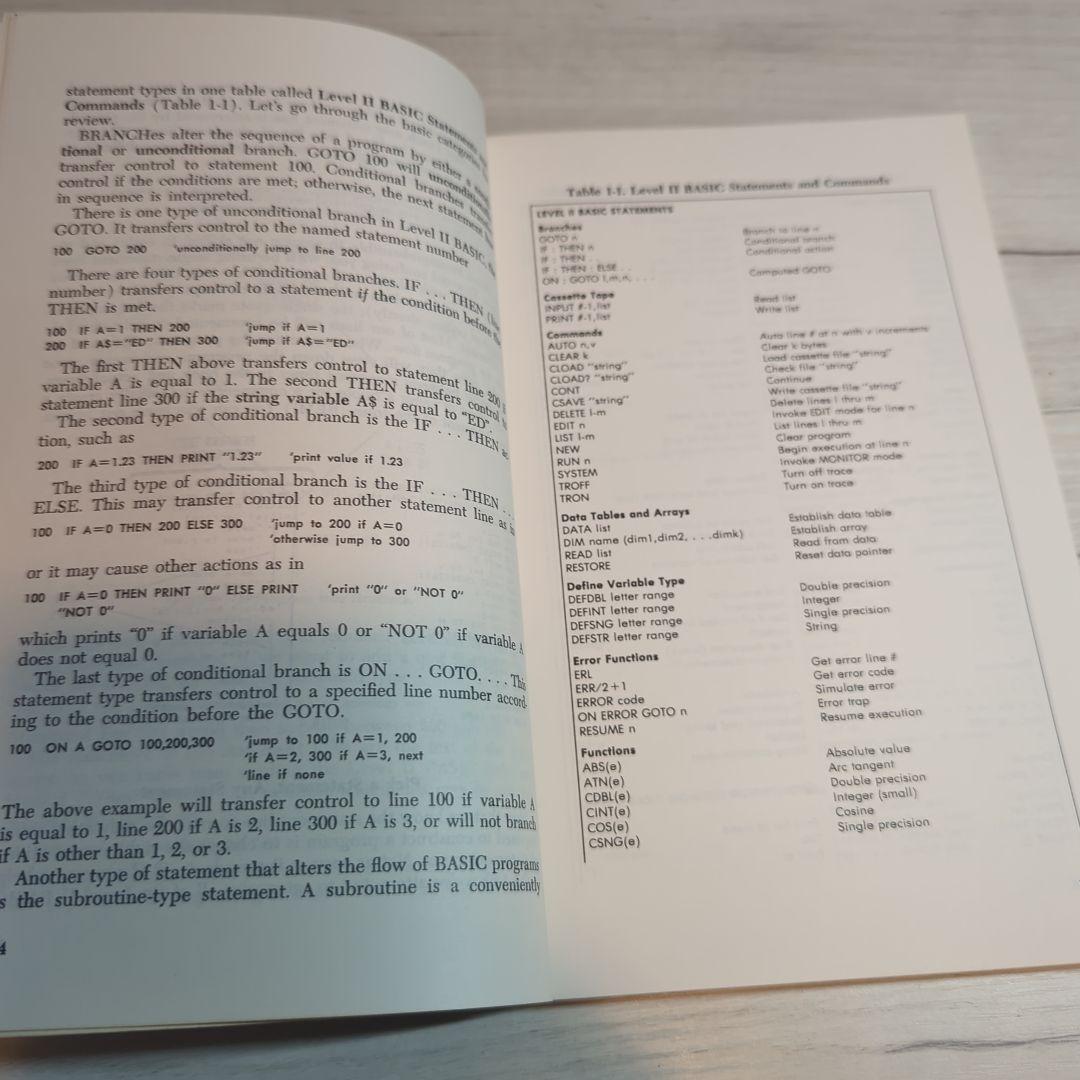 statement types in one table called Level II BASIC Statements
Commands (Table 1-1). Let's go through the basic categories
review.
BRANCHes alter the sequence of a program by either a
tional or unconditional branch. GOTO 100 will
transfer control to statement 100. Conditional branches
control if the conditions are met; otherwise, the next statement
in sequence is interpreted.
There is one type of unconditional branch in Level II BASIC,
GOTO. It transfers control to the named statement number
100 GOTO 200 'unconditionally jump to line 200
There are four types of conditional branches. IF . . . THEN
number) transfers control to a statement if the condition before
THEN is met.
100 IF A=1 THEN 200 'jump if A=1
200 IF A$="ED" THEN 300 'jump if A$="ED"
The first THEN above transfers control to statement line 200
variable A is equal to 1. The second THEN transfers control
statement line 300 if the string variable A$ is equal to "ED".
The second type of conditional branch is the IF . . . THEN
tion, such as
200 IF A=1.23 THEN PRINT "1.23" 'print value if 1.23
The third type of conditional branch is the IF . . . THEN . .
ELSE. This may transfer control to another statement line as
100 IF A=0 THEN 200 ELSE 300 'jump to 200 if A=0
'otherwise jump to 300
or it may cause other actions as in
100 IF A=0 THEN PRINT "0" ELSE PRINT 'print "0" or "NOT 0"
"NOT 0"
which prints "0" if variable A equals 0 or "NOT 0" if variable A
does not equal 0.
The last type of conditional branch is ON . . . GOTO. . . . This
statement type transfers control to a specified line number accord
ing to the condition before the GOTO.
100 ON A GOTO 100,200,300 'jump to 100 if A=1, 200
'if A=2, 300 if A=3, next
'line if none
The above example will transfer control to line 100 if variable A
is equal to 1, line 200 if A is 2, line 300 if A is 3, or will not branch
if A is other than 1, 2, or 3.
Another type of statement that alters the flow of BASIC programs
s the subroutine-type statement. A subroutine is a conveniently
4
Table 1-1. Level II BASIC Statements and Commands
LEVEL II BASIC STATEMENTS
Branches
GOTO n Branch to line n
IF : THEN n Conditional branch
IF : THEN . . Conditional action
IF : THEN : ELSE . .
ON : GOTO l,m,n, . . . Computed GOTO
Cassette Tape
INPUT #-1,list Read list
PRINT #-1,list Write list
Commands
AUTO n,v Auto line # at n with v increments
CLEAR k Clear k bytes
CLOAD "string" Load cassette file "string"
CLOAD? "string" Check file "string"
CONT Continue
CSAVE "string" Write cassette file "string"
DELETE l-m Delete lines l thru m
EDIT n Invoke EDIT mode for line n
LIST l-m List lines l thru m
NEW Clear program
RUN n Begin execution at line n
SYSTEM Invoke MONITOR mode
TROFF Turn off trace
TRON Turn on trace
Data Tables and Arrays
DATA list Establish data table
DIM name (dim1,dim2, . . .dimk) Establish array
READ list Read from data
RESTORE Reset data pointer
Define Variable Type
DEFDBL letter range Double precision
DEFINT letter range Integer
DEFSNG letter range Single precision
DEFSTR letter range String
Error Functions
ERL Get error line #
ERR/2+1 Get error code
ERROR code Simulate error
ON ERROR GOTO n Error trap
RESUME n Resume execution
Functions
ABS(e) Absolute value
ATN(e) Arc tangent
CDBL(e) Double precision
CINT(e) Integer (small)
COS(e) Cosine
CSNG(e) Single precision